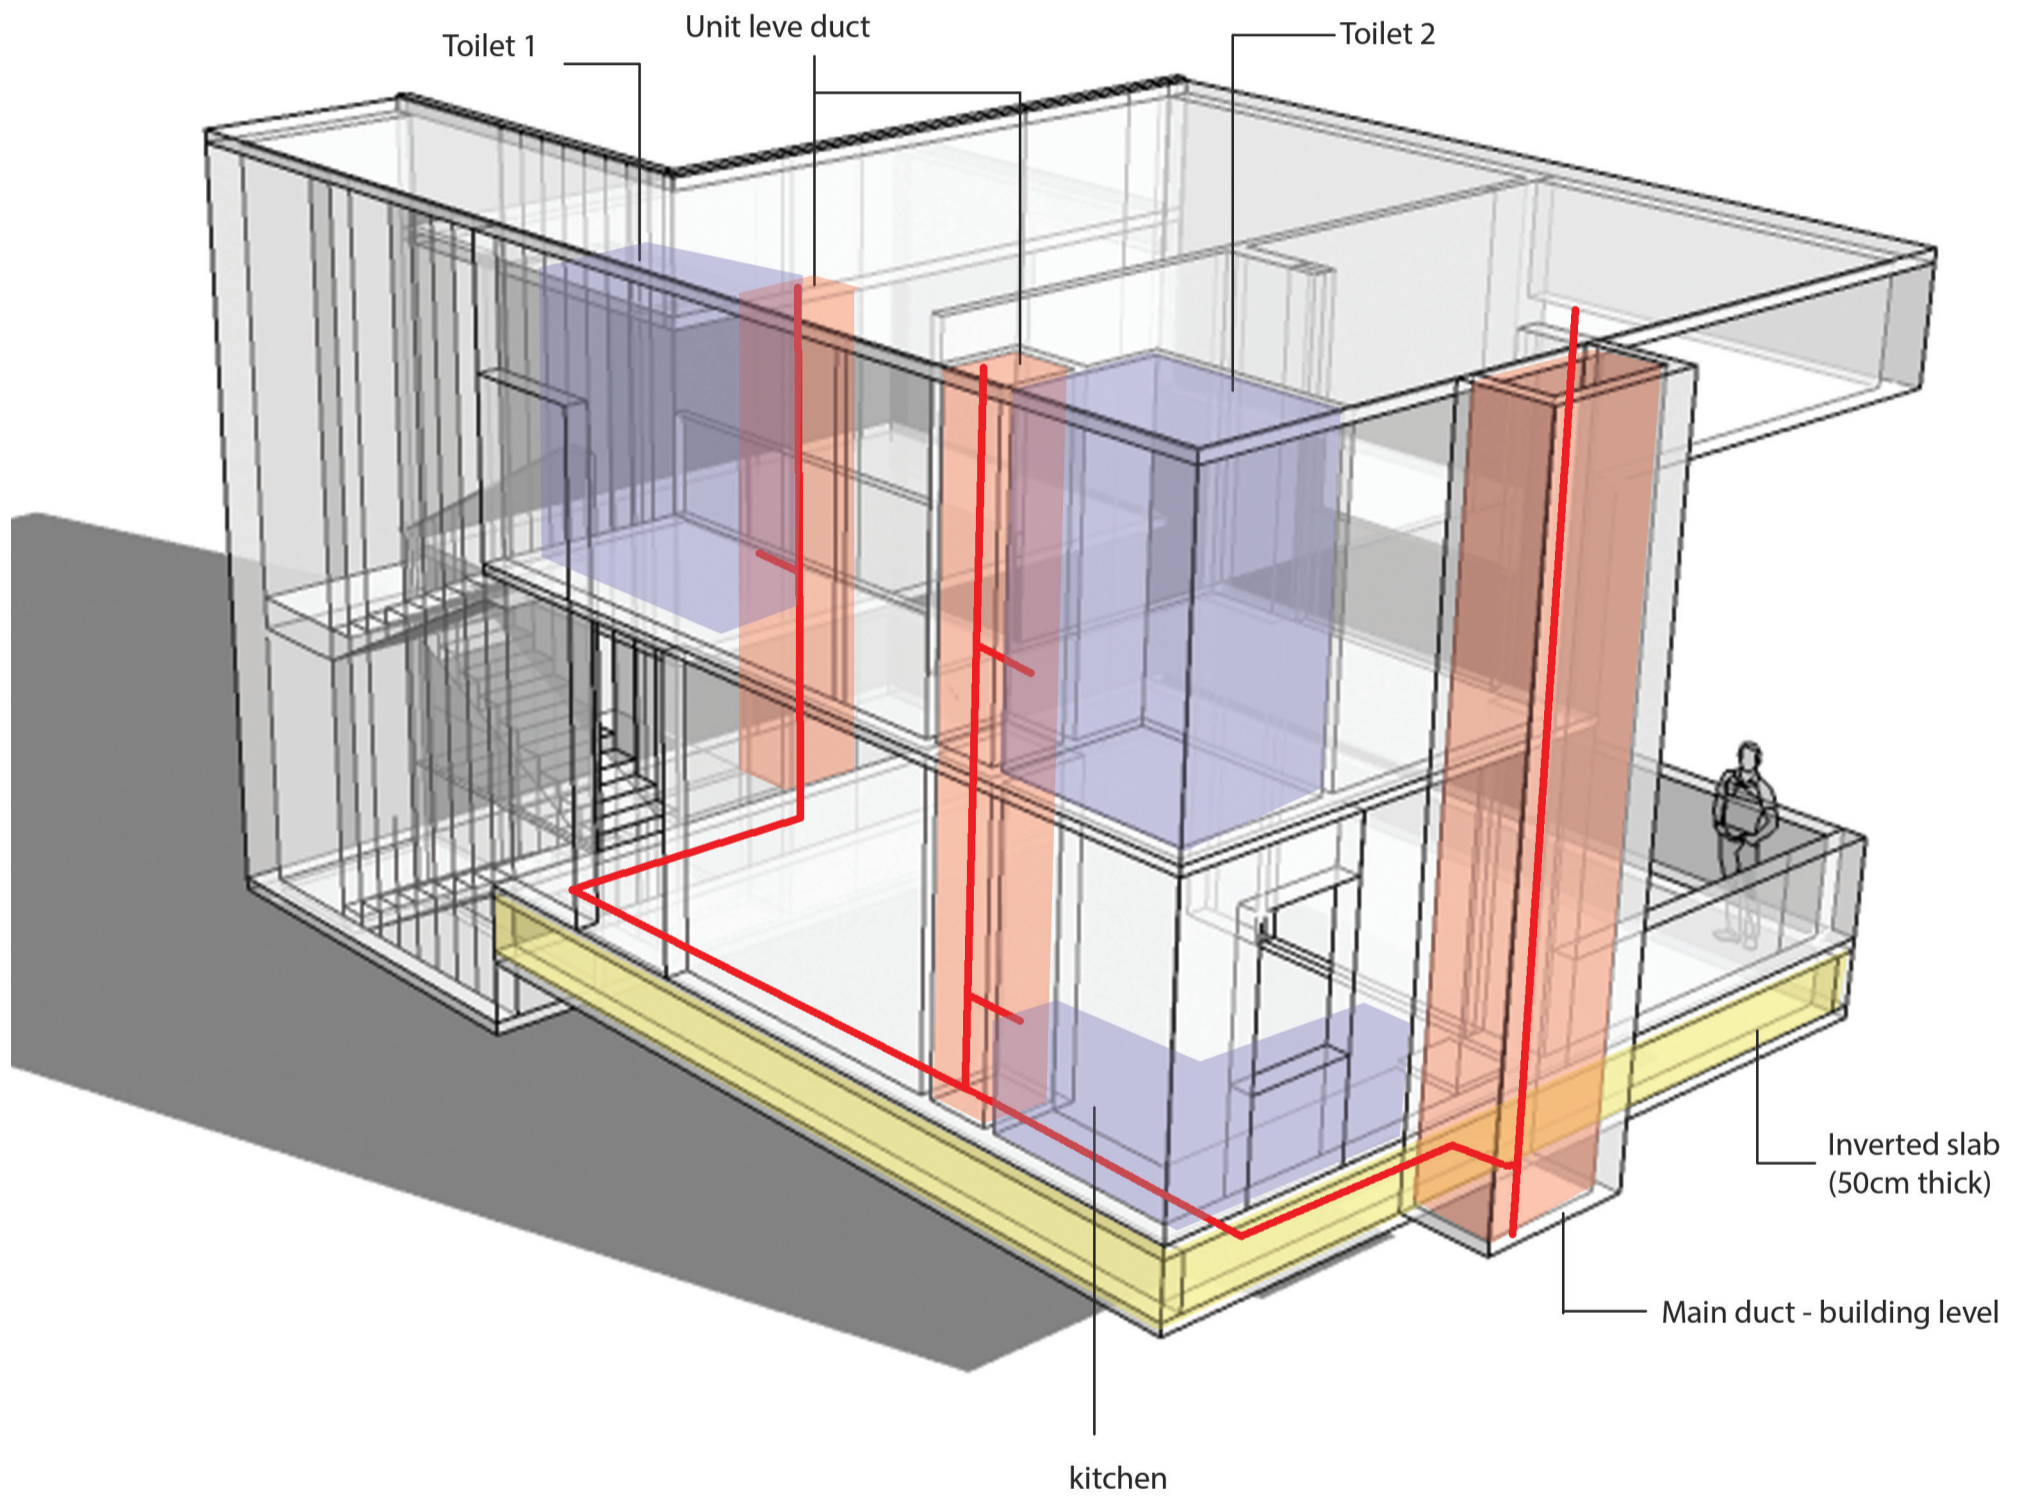 Toilet 1
Unit leve duct
Toilet 2
Inverted slab
(50cm thick)
Main duct - building level
kitchen